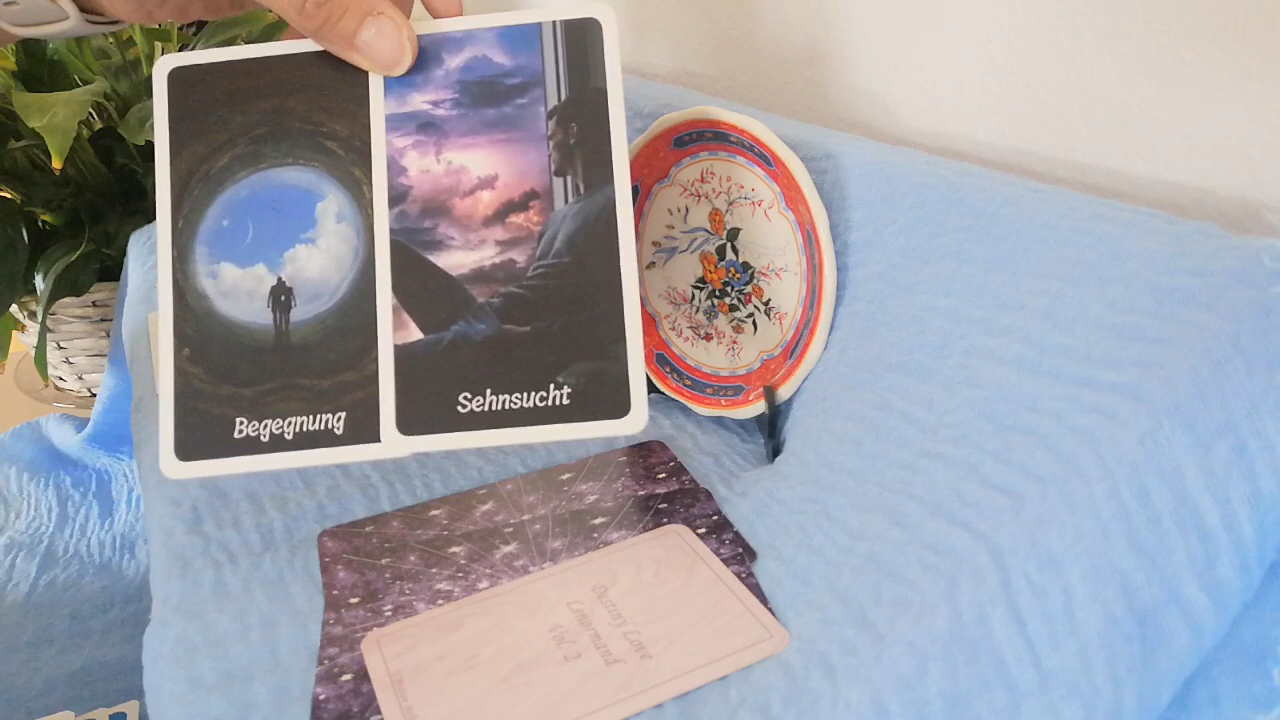 Begegnung
Sehnsucht
Destiny Love
Lenormand
Vol. 2